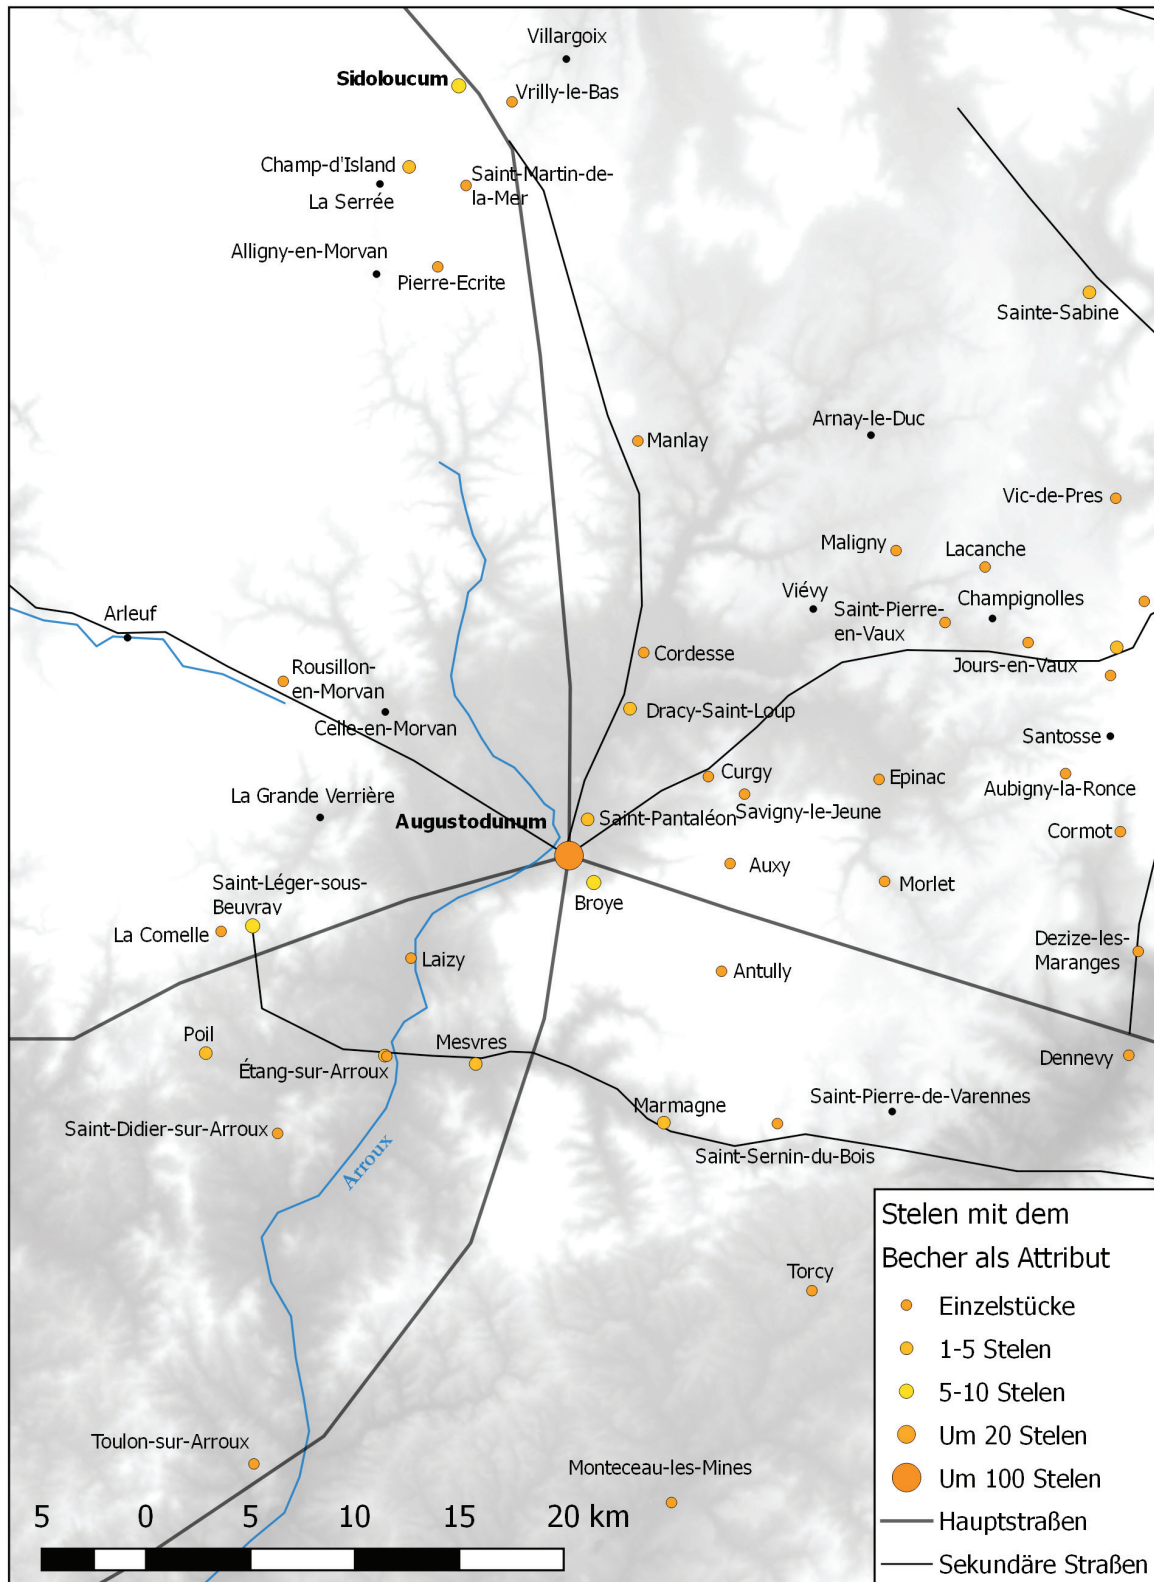 Villargoix
Sidoloucum
Vrilly-le-Bas
Champ-d'Island
Saint-Martin-de-
la-Mer
La Serrée
Alligny-en-Morvan
Pierre-Ecrite
Sainte-Sabine
Arnay-le-Duc
Manlay
Vic-de-Pres
Maligny
Lacanche
Viévy
Champignolles
Saint-Pierre-
en-Vaux
Arleuf
Cordesse
Jours-en-Vaux
Rousillon-
en-Morvan
Celle-en-Morvan
Dracy-Saint-Loup
Santosse
Curgy
Epinac
Aubigny-la-Ronce
La Grande Verrière
Savigny-le-Jeune
Augustodunum
Saint-Pantaléon
Cormot
Auxy
Saint-Léger-sous-
Beuvray
Broye
Morlet
La Comelle
Dezize-les-
Maranges
Laizy
Antully
Poil
Mesvres
Étang-sur-Arroux
Dennevy
Marmagne
Saint-Pierre-de-Varennes
Saint-Didier-sur-Arroux
Saint-Sernin-du-Bois
Arroux
Torcy
Toulon-sur-Arroux
Monteceau-les-Mines
5 0 5 10 15 20 km
Stelen mit dem
Becher als Attribut
Einzelstücke
1-5 Stelen
5-10 Stelen
Um 20 Stelen
Um 100 Stelen
Hauptstraßen
Sekundäre Straßen